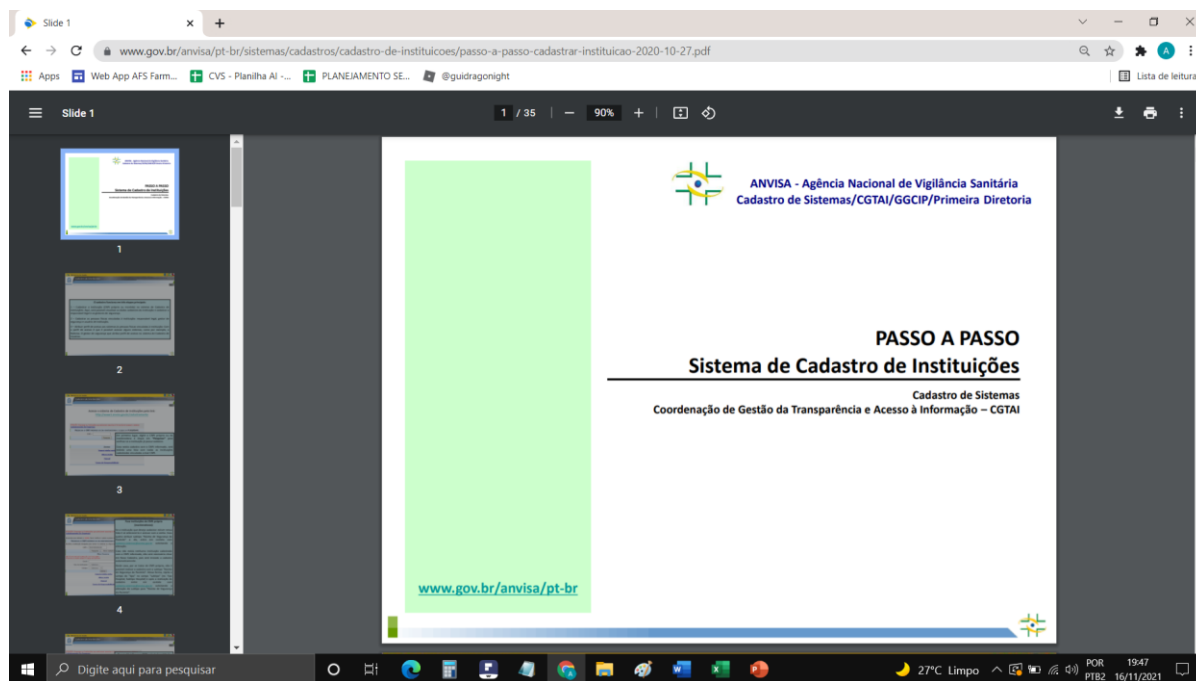 Slide 1
www.gov.br/anvisa/pt-br/sistemas/cadastros/cadastro-de-instituicoes/passo-a-passo-cadastrar-instituicao-2020-10-27.pdf
A
Apps
Web App AFS Farm...
CVS - Planilha AI -...
PLANEJAMENTO SE...
@guidragonight
Lista de leitura
Slide 1
1 / 35
90%
1
2
3
4
ANVISA - Agência Nacional de Vigilância Sanitária
Cadastro de Sistemas/CGTAI/GGCIP/Primeira Diretoria
PASSO A PASSO
Sistema de Cadastro de Instituições
Cadastro de Sistemas
Coordenação de Gestão da Transparência e Acesso à Informação – CGTAI
www.gov.br/anvisa/pt-br
Digite aqui para pesquisar
27°C Limpo
POR
PTB2
19:47
16/11/2021